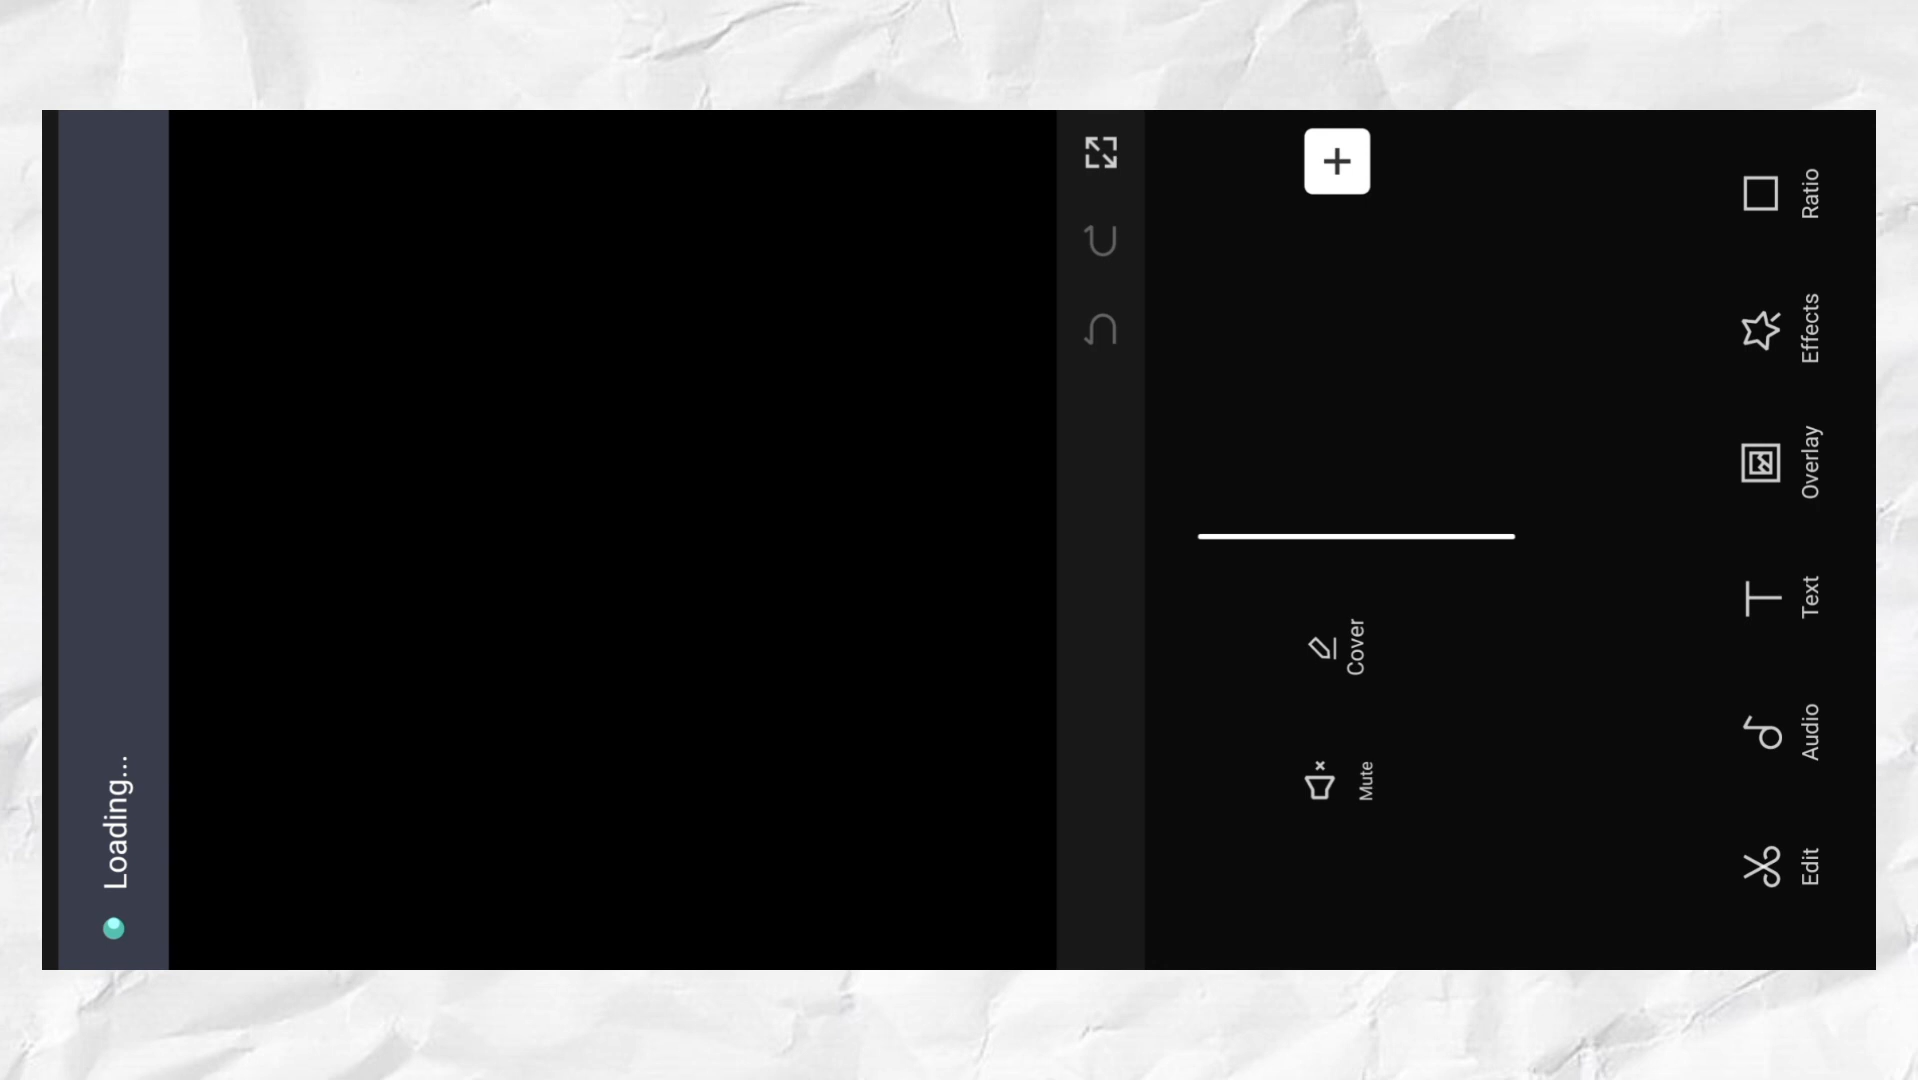 Loading...
Mute
Cover
Edit
Audio
Text
Overlay
Effects
Ratio